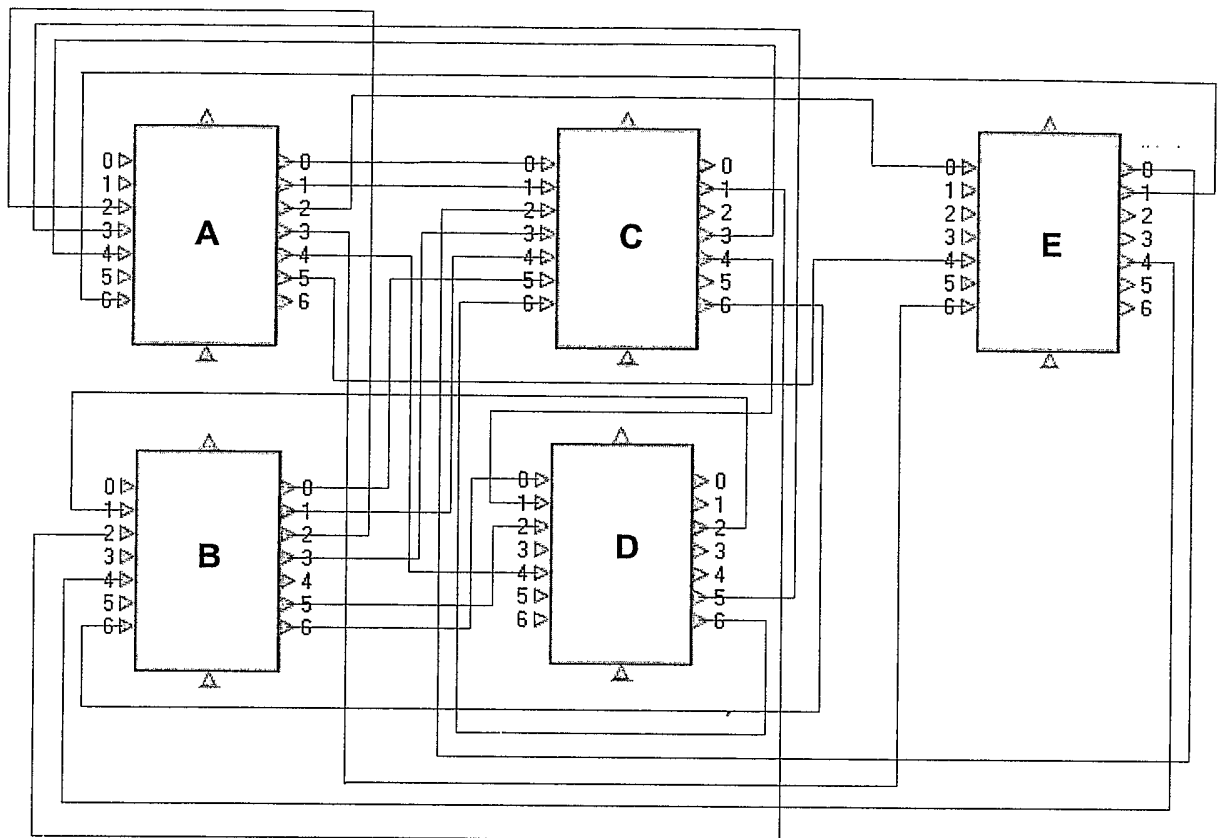 0 0 0 0 0 0
1 1 1 1 1 1
2 2 2 2 2 2
3 A 3 3 C 3 3 E 3
4 4 4 4 4 4
5 5 5 5 5 5
6 6 6 6 6 6
0 0 0 0
1 1 1 1
2 2 2 2
3 B 3 3 D 3
4 4 4 4
5 5 5 5
6 6 6 6